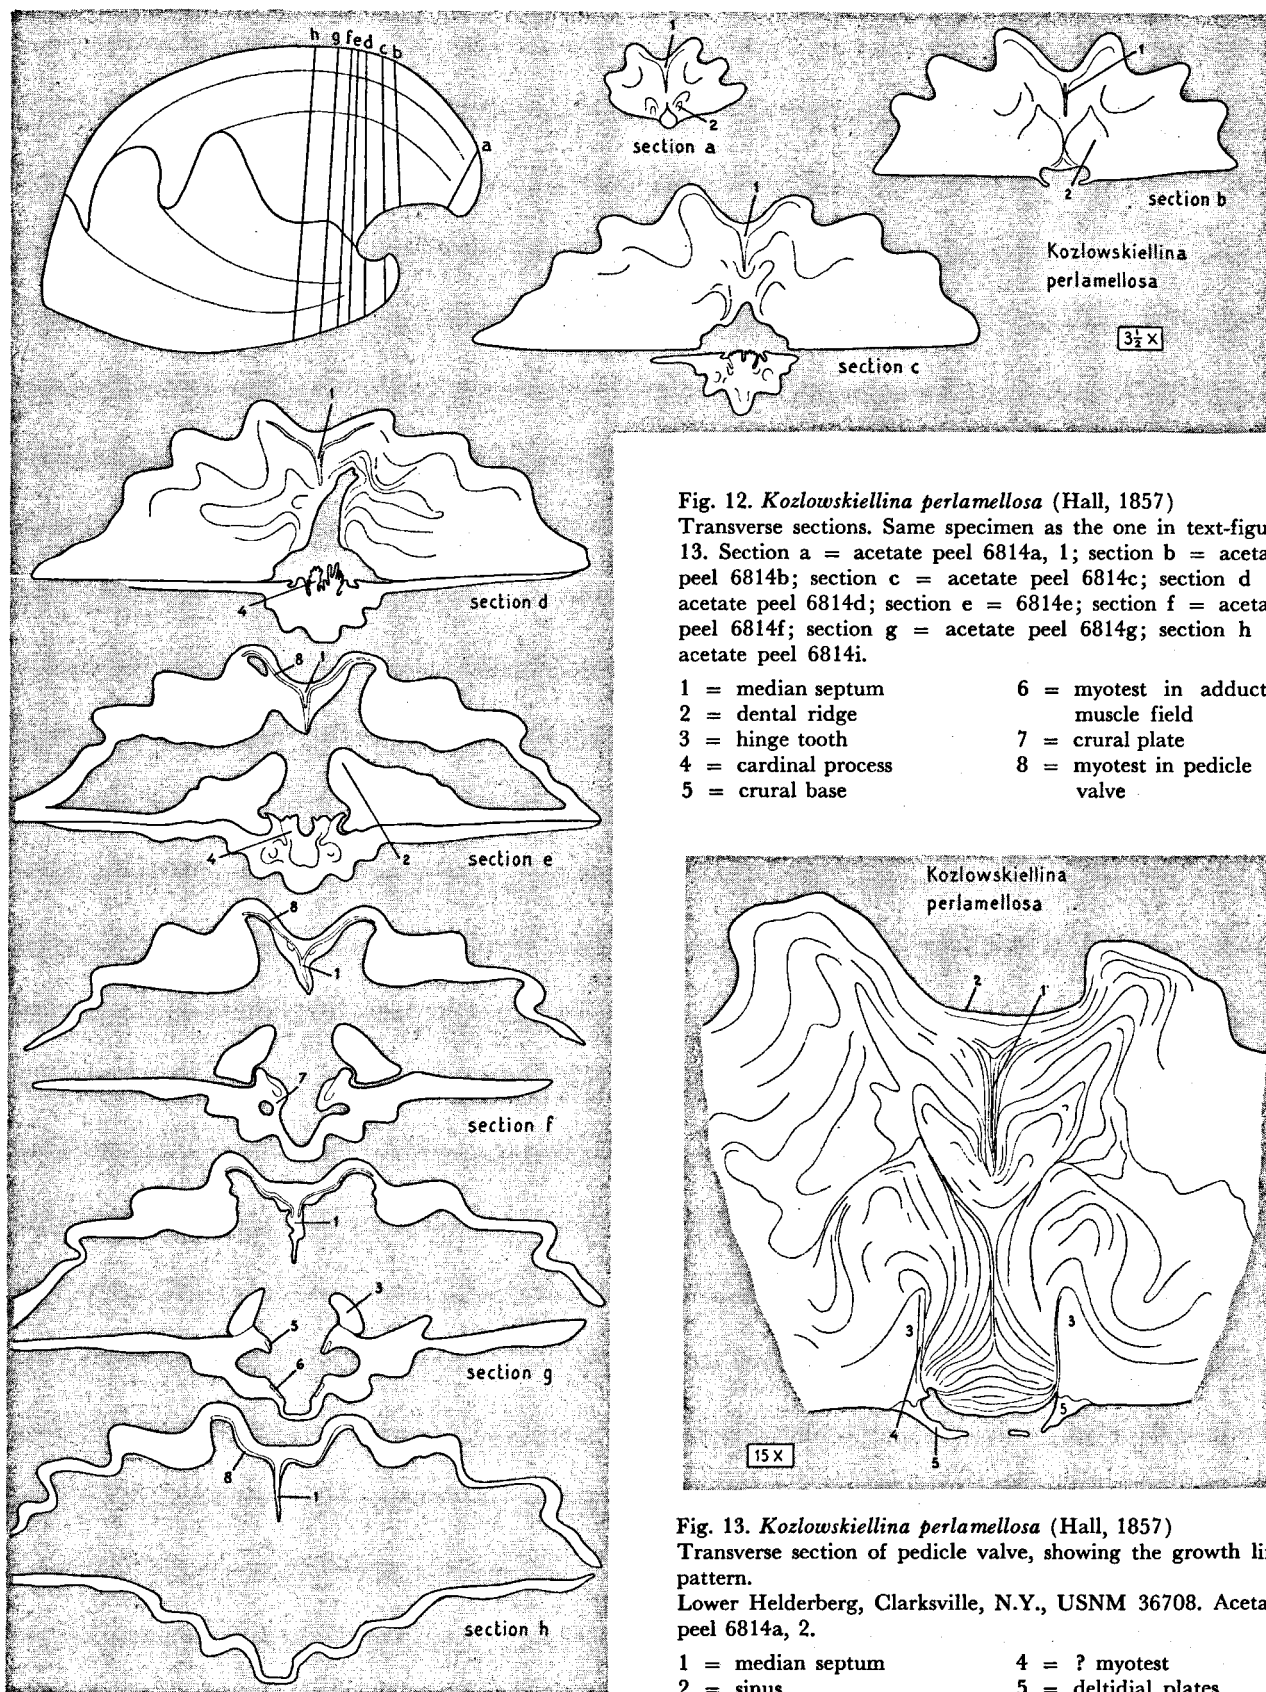 h g f e d c b
a
1
2
section a
1
2
section b
1
section c
Kozlowskiellina
perlamellosa
3½ X
1
4
section d
8
1
4
2
section e
8
1
7
section f
1
3
5
6
section g
8
1
section h
Fig. 12. Kozlowskiellina perlamellosa (Hall, 1857)
Transverse sections. Same specimen as the one in text-figu
13. Section a = acetate peel 6814a, 1; section b = aceta
peel 6814b; section c = acetate peel 6814c; section d
acetate peel 6814d; section e = 6814e; section f = aceta
peel 6814f; section g = acetate peel 6814g; section h
acetate peel 6814i.
1 = median septum
2 = dental ridge
3 = hinge tooth
4 = cardinal process
5 = crural base
6 = myotest in adduct
muscle field
7 = crural plate
8 = myotest in pedicle
valve
Kozlowskiellina
perlamellosa
2
1
3
3
4
5
5
15 X
Fig. 13. Kozlowskiellina perlamellosa (Hall, 1857)
Transverse section of pedicle valve, showing the growth li
pattern.
Lower Helderberg, Clarksville, N.Y., USNM 36708. Aceta
peel 6814a, 2.
1 = median septum
2 = sinus
4 = ? myotest
5 = deltidial plates